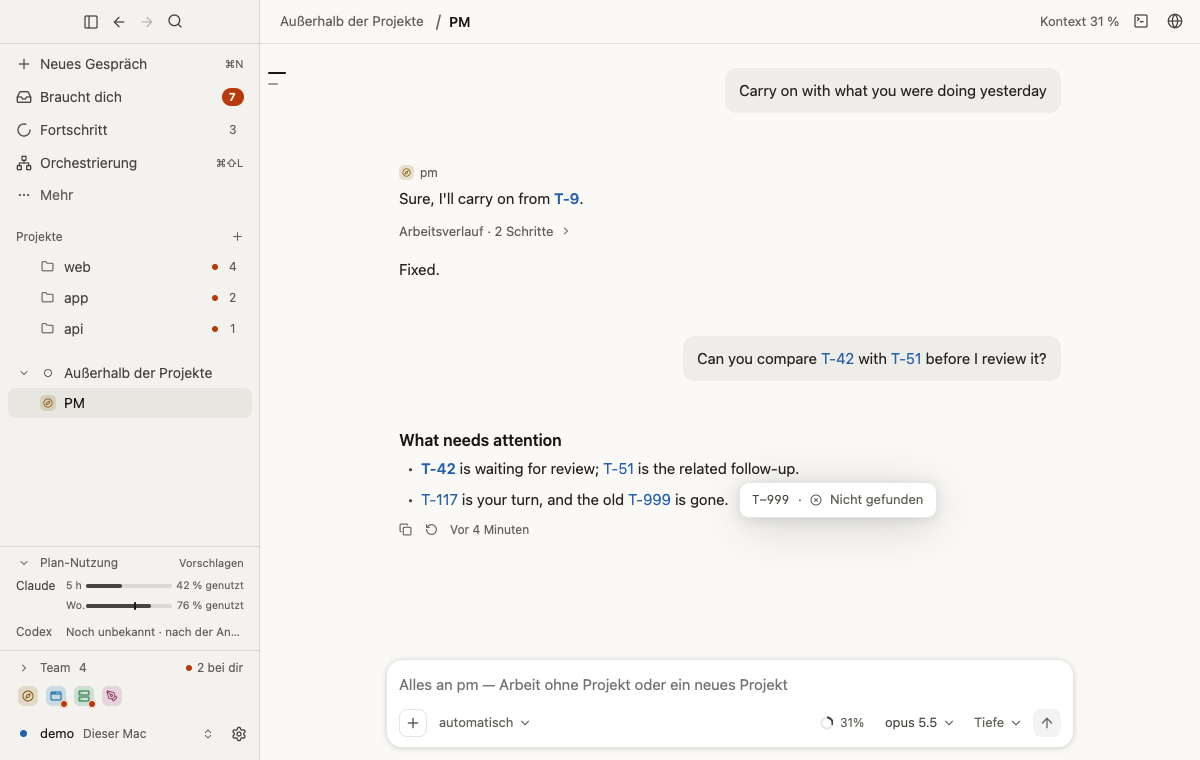 Außerhalb der Projekte / PM
Kontext 31 %
Neues Gespräch ⌘N
Braucht dich 7
Fortschritt 3
Orchestrierung ⌘⇧L
Mehr
Projekte
web 4
app 2
api 1
Außerhalb der Projekte
PM
Plan-Nutzung Vorschlagen
Claude 5 h 42 % genutzt
Wo. 76 % genutzt
Codex Noch unbekannt · nach der An…
Team 4 2 bei dir
demo Dieser Mac
Carry on with what you were doing yesterday
pm
Sure, I'll carry on from T-9.
Arbeitsverlauf · 2 Schritte
Fixed.
Can you compare T-42 with T-51 before I review it?
What needs attention
• T-42 is waiting for review; T-51 is the related follow-up.
• T-117 is your turn, and the old T-999 is gone.
T–999 · Nicht gefunden
Vor 4 Minuten
Alles an pm — Arbeit ohne Projekt oder ein neues Projekt
automatisch 31% opus 5.5 Tiefe